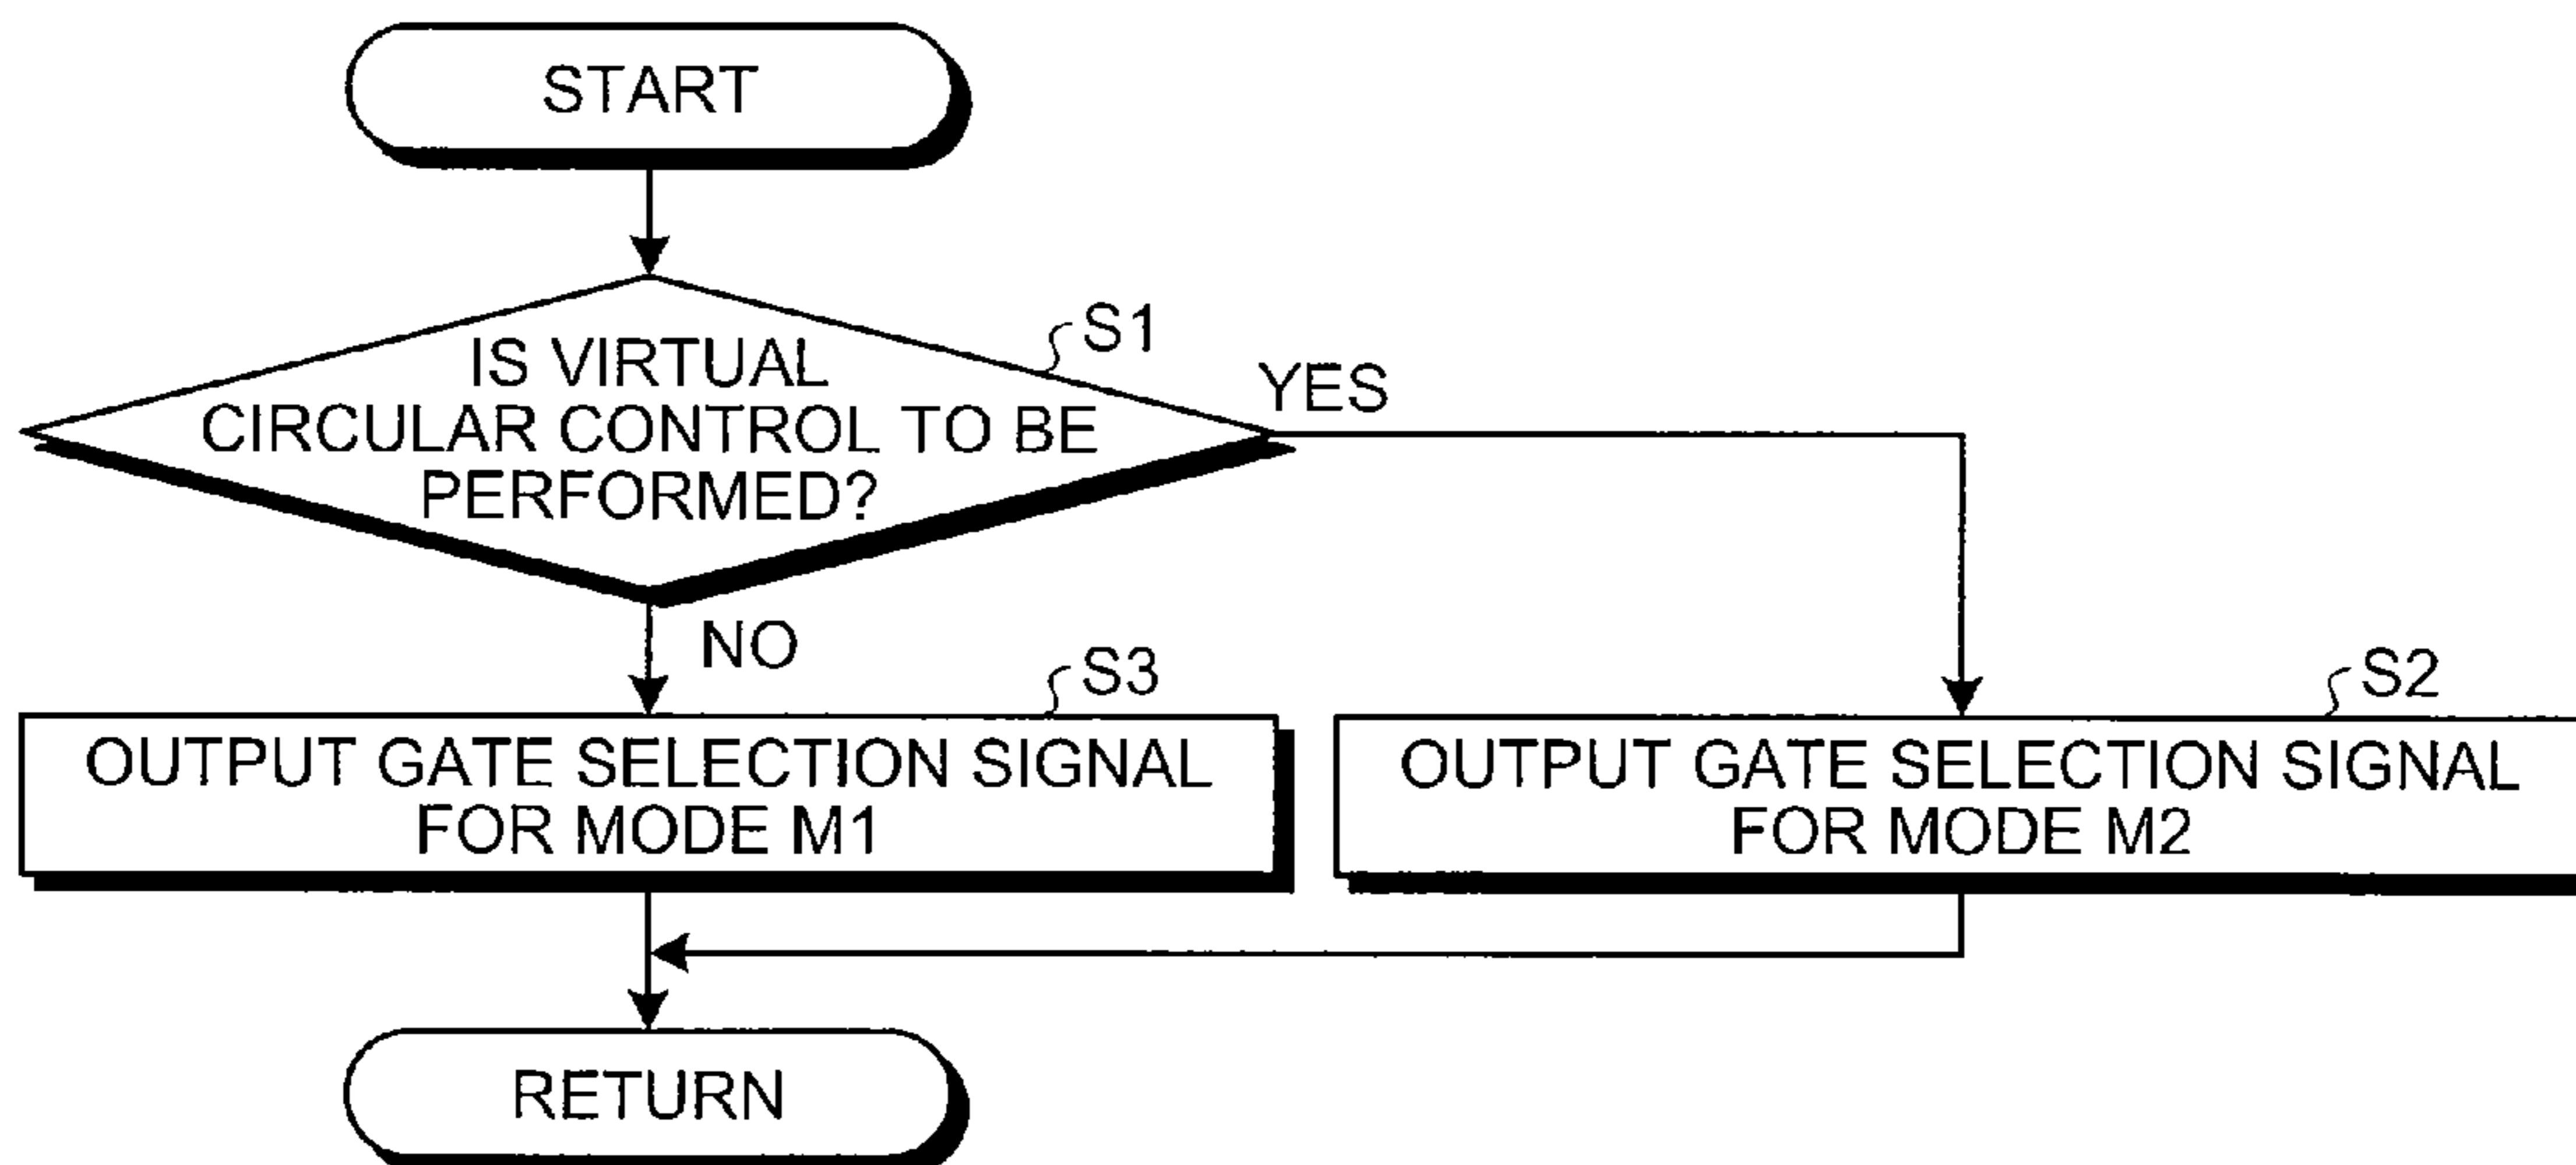 START
S1
IS VIRTUAL
CIRCULAR CONTROL TO BE
PERFORMED?
YES
NO
S3
OUTPUT GATE SELECTION SIGNAL
FOR MODE M1
S2
OUTPUT GATE SELECTION SIGNAL
FOR MODE M2
RETURN